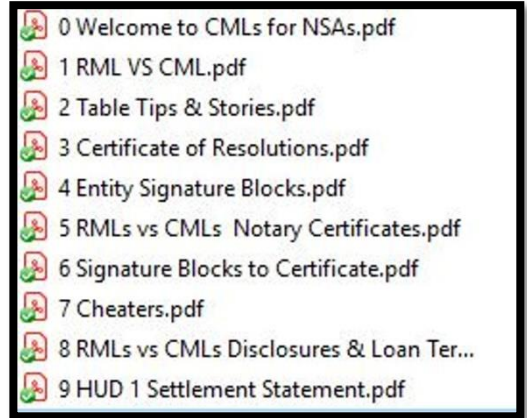 0 Welcome to CMLs for NSAs.pdf
1 RML VS CML.pdf
2 Table Tips & Stories.pdf
3 Certificate of Resolutions.pdf
4 Entity Signature Blocks.pdf
5 RMLs vs CMLs  Notary Certificates.pdf
6 Signature Blocks to Certificate.pdf
7 Cheaters.pdf
8 RMLs vs CMLs Disclosures & Loan Ter...
9 HUD 1 Settlement Statement.pdf